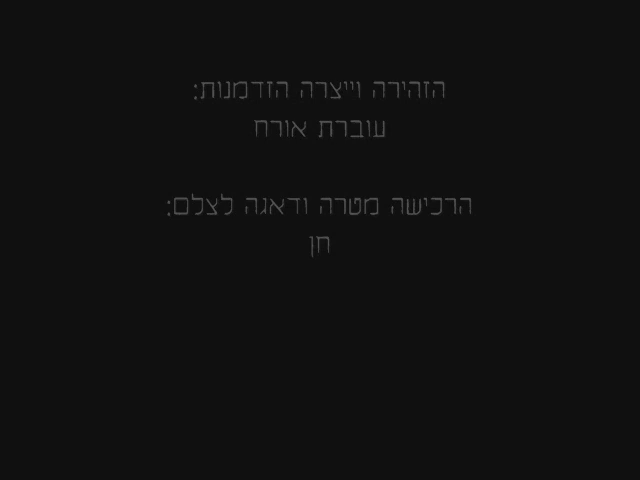 הזהירה וייצרה הזדמנות:
עוברת אורח
הרכישה מטרה ודאגה לצלם:
חן